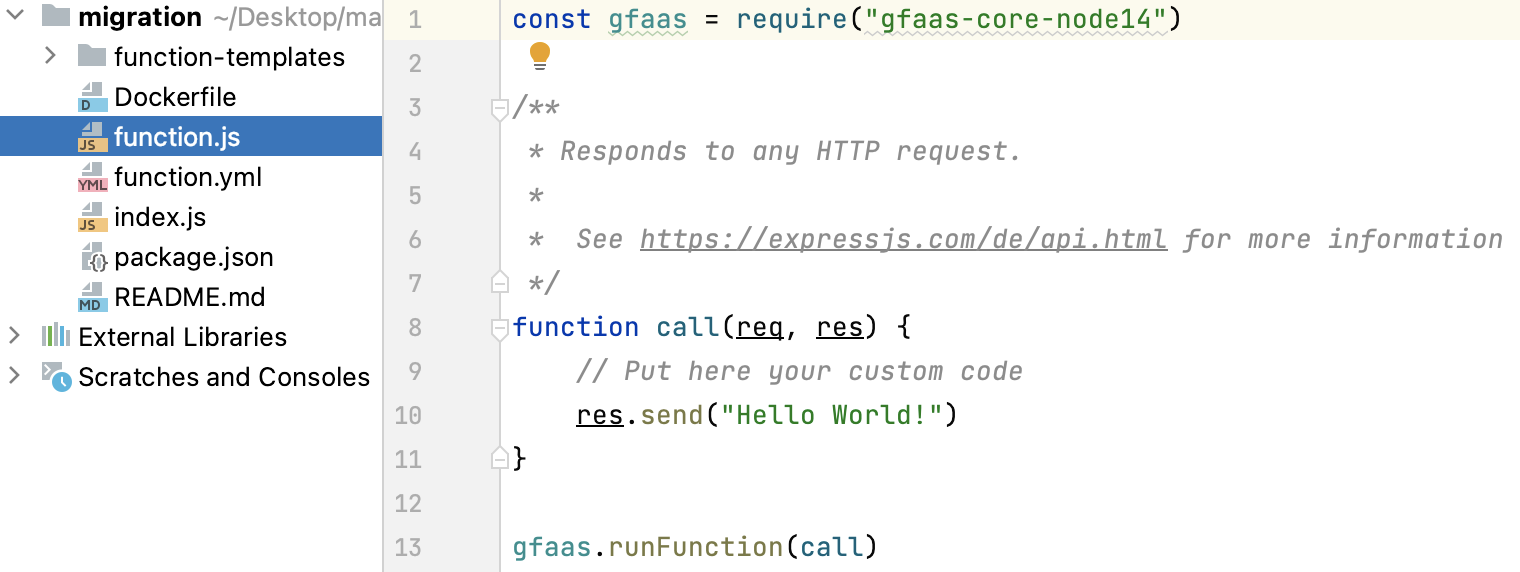 migration ~/Desktop/ma
function-templates
D Dockerfile
JS function.js
YML function.yml
JS index.js
{} package.json
MD README.md
External Libraries
Scratches and Consoles
1 const gfaas = require("gfaas-core-node14")
2
3 /**
4 * Responds to any HTTP request.
5 *
6 * See https://expressjs.com/de/api.html for more information
7 */
8 function call(req, res) {
9 // Put here your custom code
10 res.send("Hello World!")
11 }
12
13 gfaas.runFunction(call)